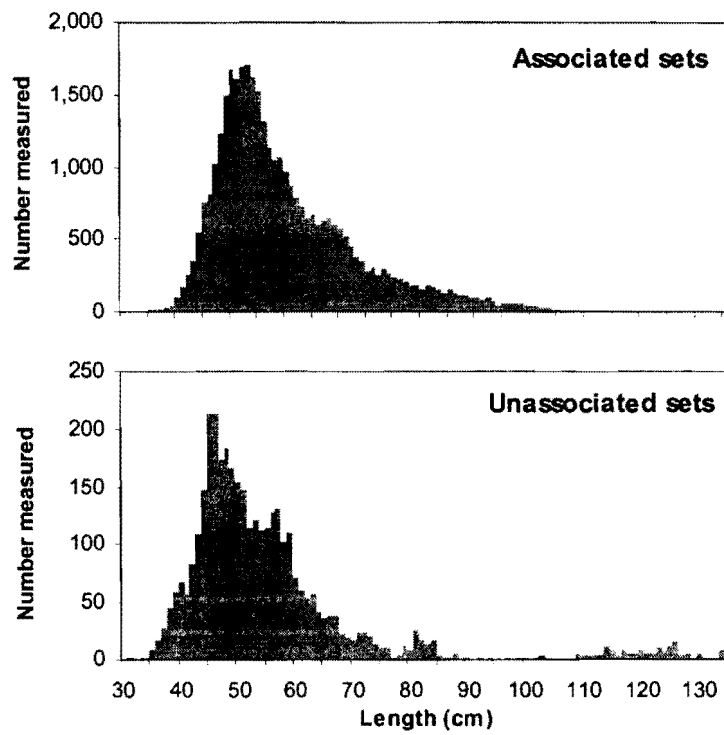 Associated sets
Number measured
2,000
1,500
1,000
500
0
Unassociated sets
Number measured
250
200
150
100
50
0
30 40 50 60 70 80 90 100 110 120 130
Length (cm)